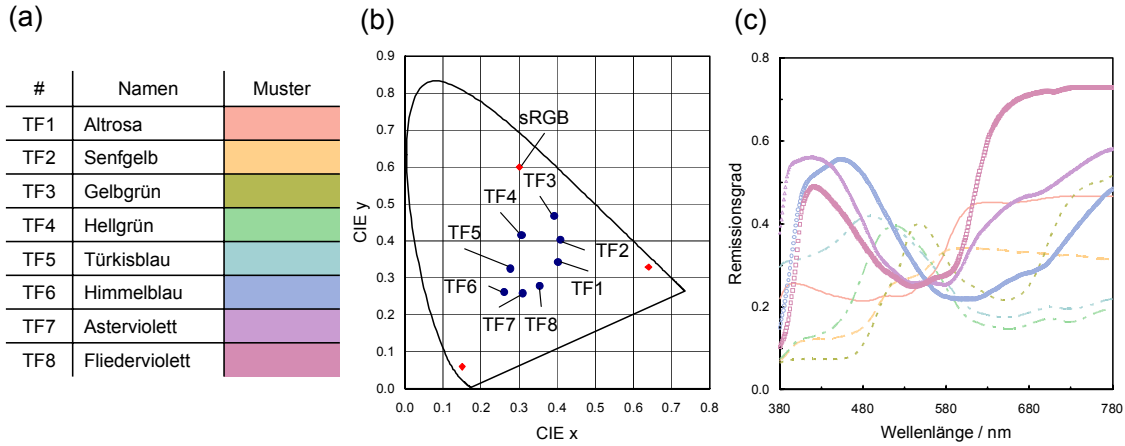 (a)
# Namen Muster
TF1 Altrosa
TF2 Senfgelb
TF3 Gelbgrün
TF4 Hellgrün
TF5 Türkisblau
TF6 Himmelblau
TF7 Asterviolett
TF8 Fliederviolett
(b)
CIE y
0.9
0.8
0.7
0.6
0.5
0.4
0.3
0.2
0.1
0.0
sRGB
TF3
TF4
TF5
TF2
TF6
TF1
TF7
TF8
0.0 0.1 0.2 0.3 0.4 0.5 0.6 0.7 0.8
CIE x
(c)
Remissionsgrad
0.8
0.6
0.4
0.2
0.0
380 480 580 680 780
Wellenlänge / nm